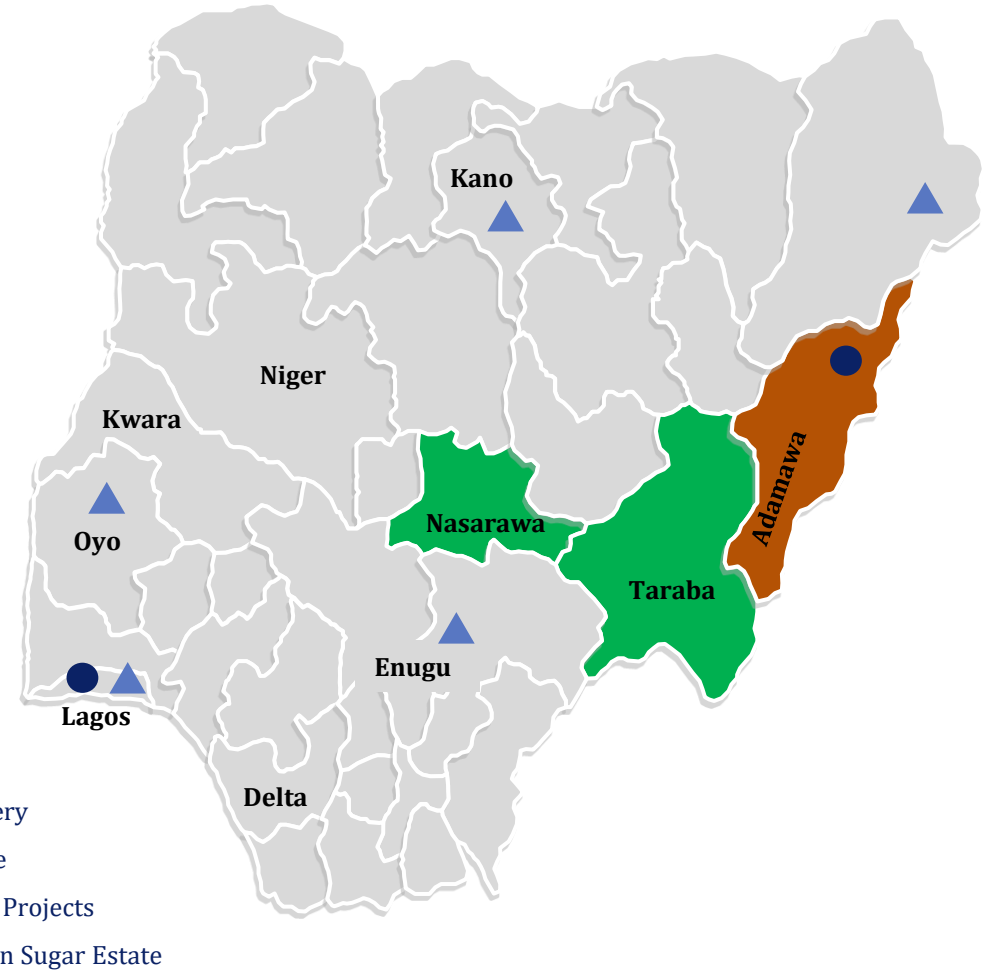 Kano
Niger
Kwara
Adamawa
Nasarawa
Oyo
Taraba
Enugu
Lagos
Delta
ery
e
Projects
n Sugar Estate